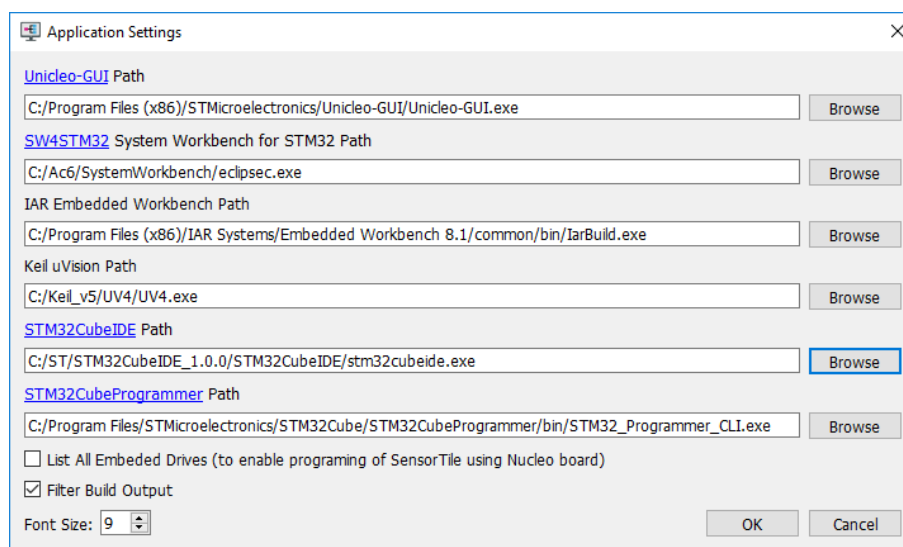 Application Settings
Unicleo-GUI Path
C:/Program Files (x86)/STMicroelectronics/Unicleo-GUI/Unicleo-GUI.exe Browse
SW4STM32 System Workbench for STM32 Path
C:/Ac6/SystemWorkbench/eclipsec.exe Browse
IAR Embedded Workbench Path
C:/Program Files (x86)/IAR Systems/Embedded Workbench 8.1/common/bin/IarBuild.exe Browse
Keil uVision Path
C:/Keil_v5/UV4/UV4.exe Browse
STM32CubeIDE Path
C:/ST/STM32CubeIDE_1.0.0/STM32CubeIDE/stm32cubeide.exe Browse
STM32CubeProgrammer Path
C:/Program Files/STMicroelectronics/STM32Cube/STM32CubeProgrammer/bin/STM32_Programmer_CLI.exe Browse
List All Embeded Drives (to enable programing of SensorTile using Nucleo board)
Filter Build Output
Font Size: 9 OK Cancel